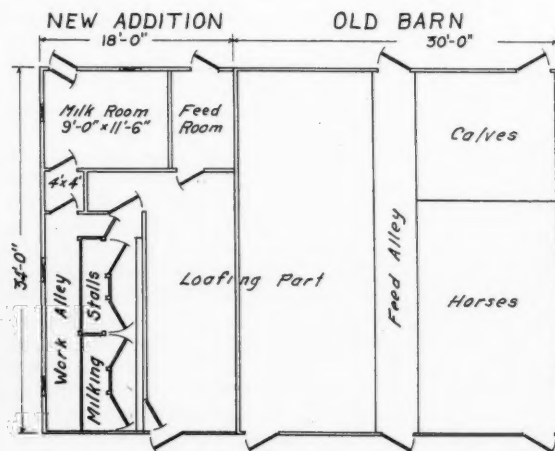 NEW ADDITION
OLD BARN
18'-0"
30'-0"
Milk Room
9'-0" x 11'-6"
Feed
Room
Calves
4'x4'
34'-0"
Work Alley
Stalls
Milking
Loafing Part
Feed Alley
Horses